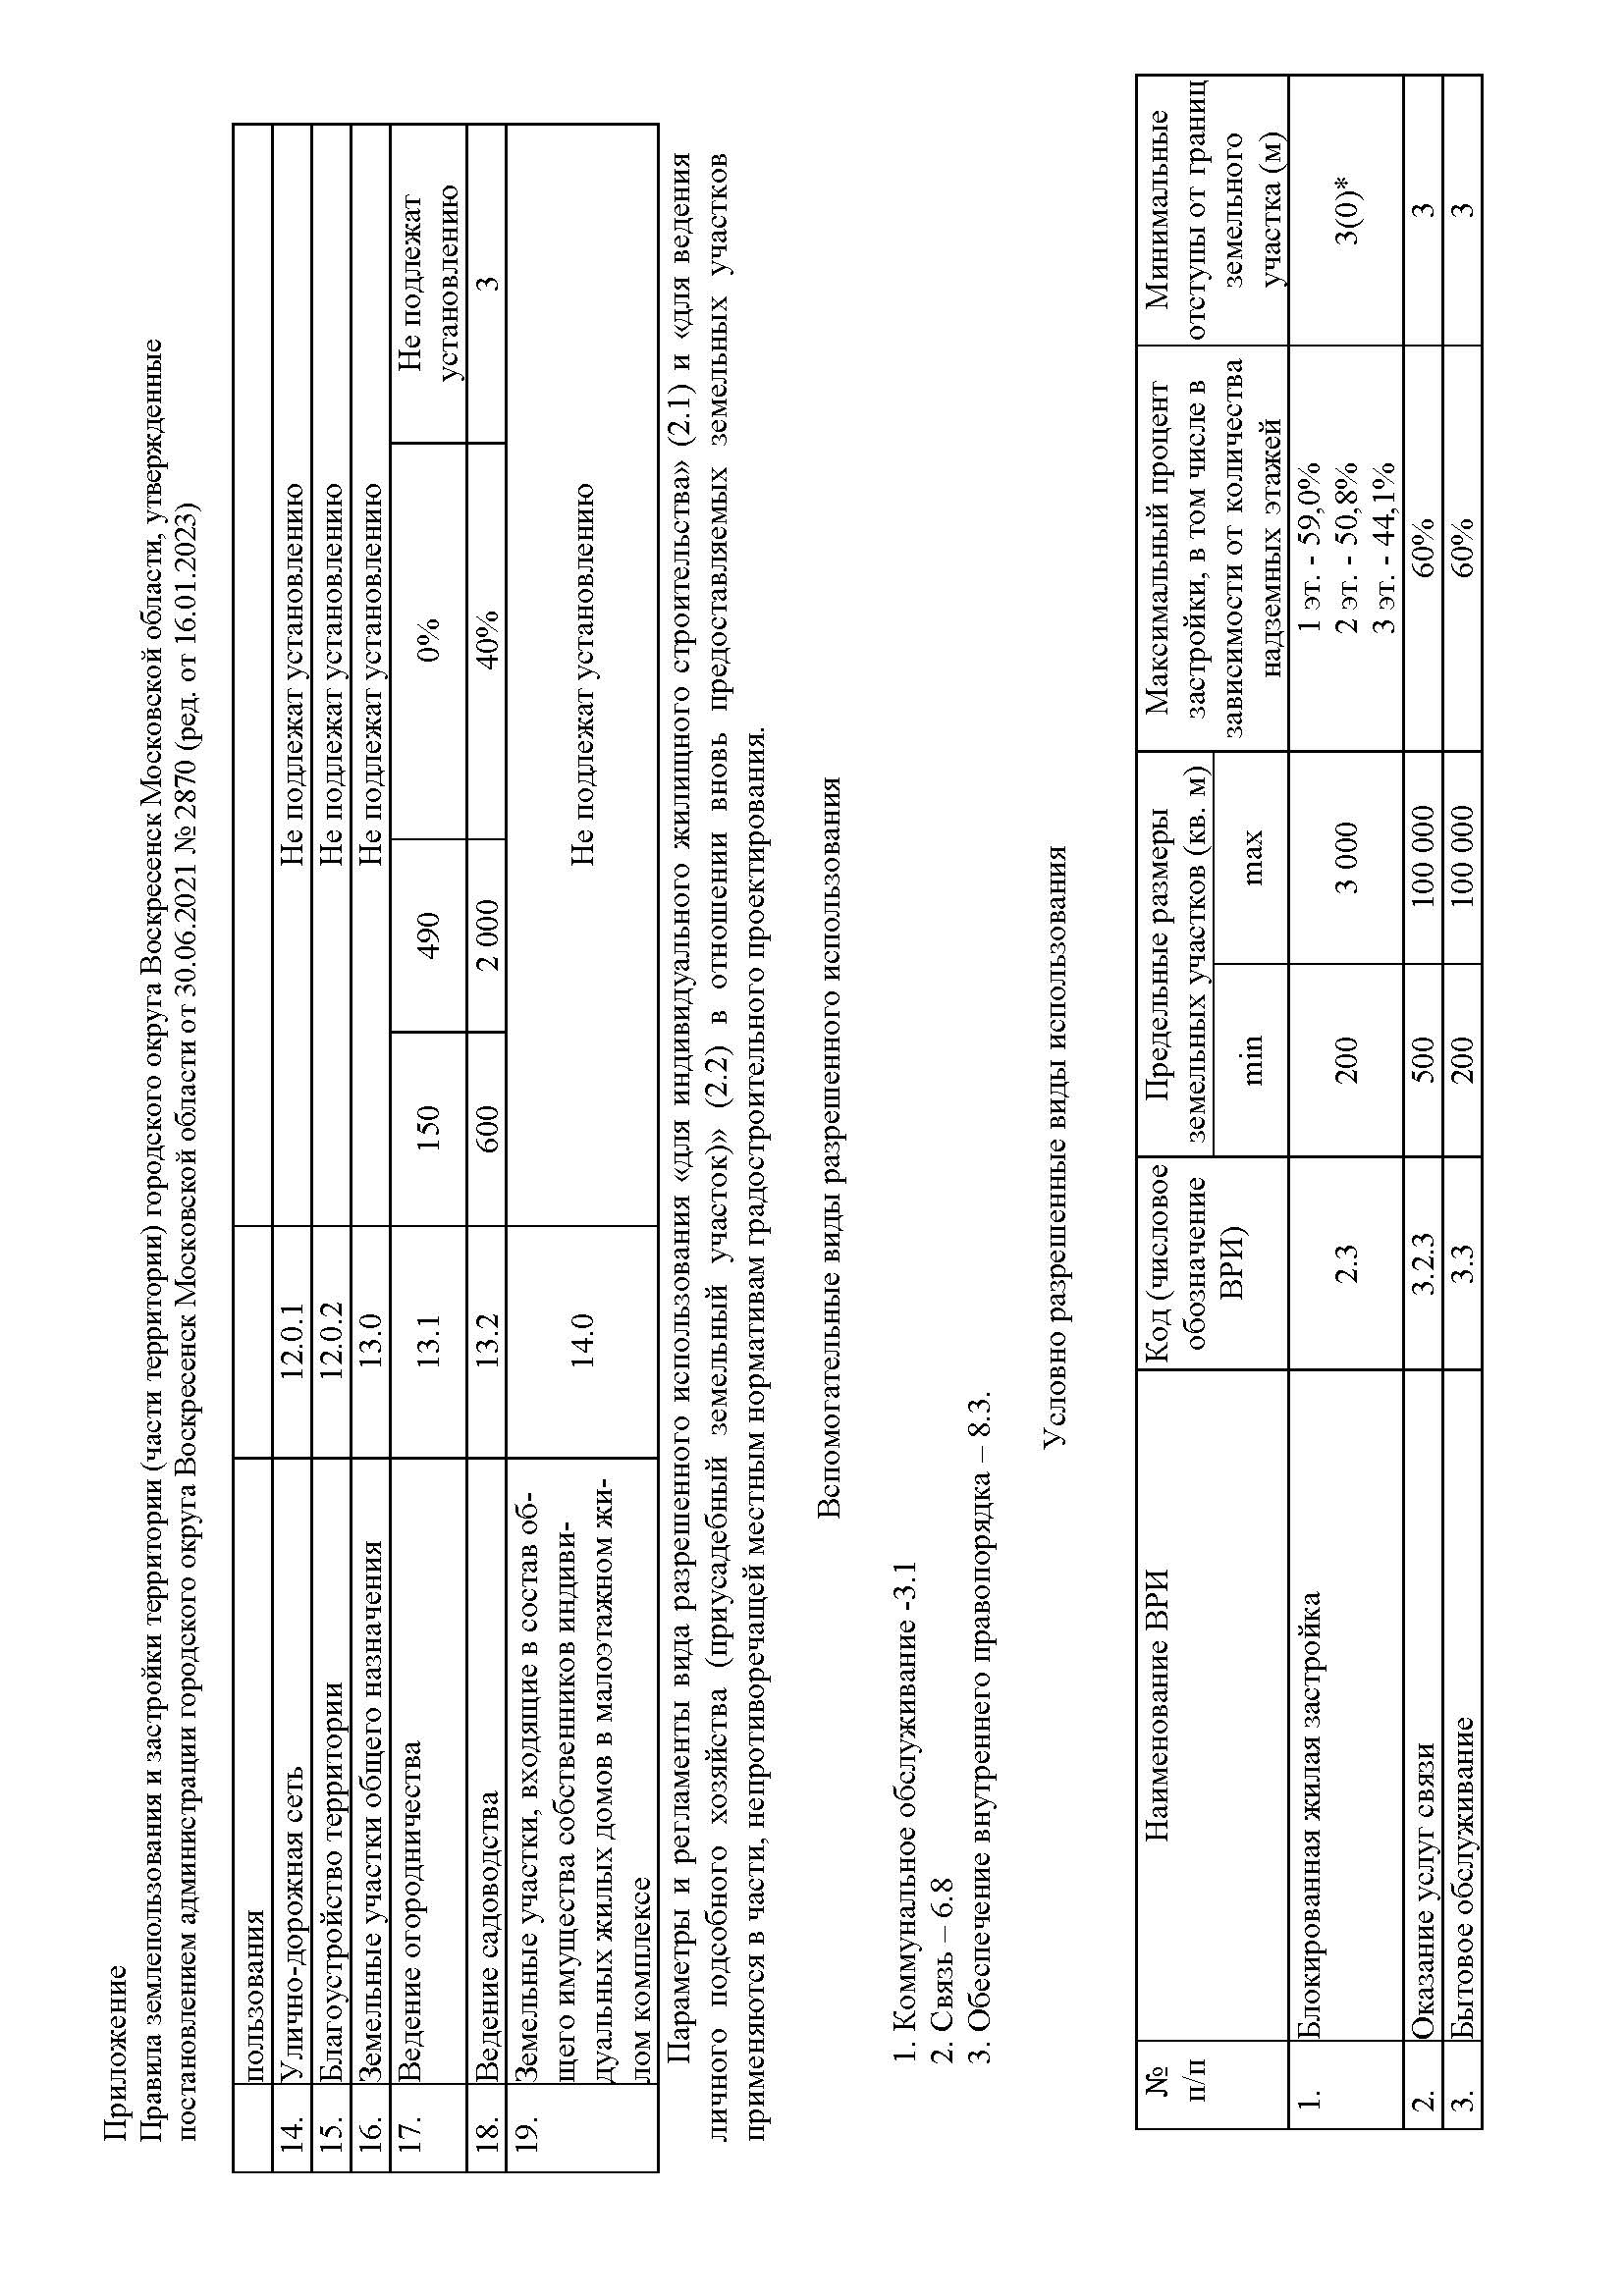 Приложение
Правила землепользования и застройки территории (части территории) городского округа Воскресенск Московской области, утвержденные
постановлением администрации городского округа Воскресенск Московской области от 30.06.2021 № 2870 (ред. от 16.01.2023)
пользования
14. Улично-дорожная сеть 12.0.1 Не подлежат установлению
15. Благоустройство территории 12.0.2 Не подлежат установлению
16. Земельные участки общего назначения 13.0 Не подлежат установлению
17. Ведение огородничества 13.1 150 490 0% Не подлежат
установлению
18. Ведение садоводства 13.2 600 2 000 40% 3
19. Земельные участки, входящие в состав об-
щего имущества собственников индиви-
дуальных жилых домов в малоэтажном жи-
лом комплексе 14.0 Не подлежат установлению
Параметры и регламенты вида разрешенного использования «для индивидуального жилищного строительства» (2.1) и «для ведения
личного подсобного хозяйства (приусадебный земельный участок)» (2.2) в отношении вновь предоставляемых земельных участков
применяются в части, непротиворечащей местным нормативам градостроительного проектирования.
Вспомогательные виды разрешенного использования
1. Коммунальное обслуживание -3.1
2. Связь – 6.8
3. Обеспечение внутреннего правопорядка – 8.3.
Условно разрешенные виды использования
№
п/п
Наименование ВРИ
Код (числовое
обозначение
ВРИ)
Предельные размеры
земельных участков (кв. м)
min max
Максимальный процент
застройки, в том числе в
зависимости от количества
надземных этажей
Минимальные
отступы от границ
земельного
участка (м)
1. Блокированная жилая застройка 2.3 200 3 000 1 эт. - 59,0%
2 эт. - 50,8%
3 эт. - 44,1%
3(0)*
2. Оказание услуг связи 3.2.3 500 100 000 60% 3
3. Бытовое обслуживание 3.3 200 100 000 60% 3